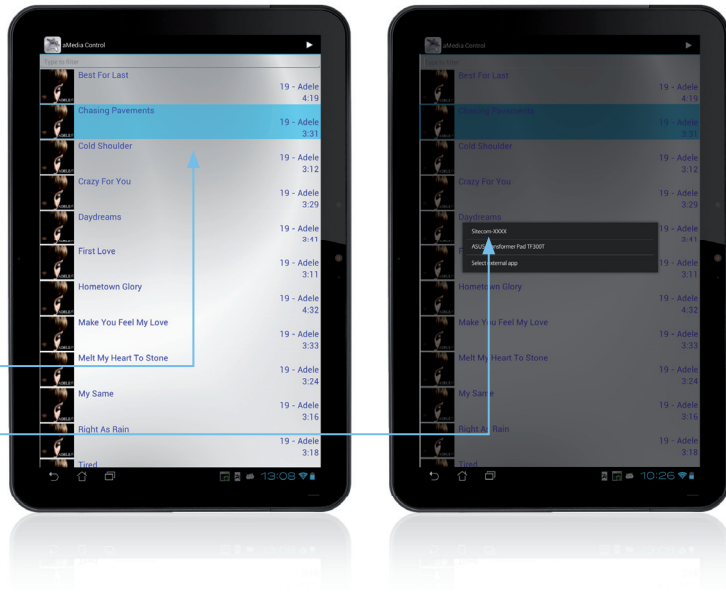 aMedia Control
Type to filter
Best For Last
19 - Adele
4:19
Chasing Pavements
19 - Adele
3:31
Cold Shoulder
19 - Adele
3:12
Crazy For You
19 - Adele
3:29
Daydreams
19 - Adele
3:41
First Love
19 - Adele
3:11
Hometown Glory
19 - Adele
4:32
Make You Feel My Love
19 - Adele
3:33
Melt My Heart To Stone
19 - Adele
3:24
My Same
19 - Adele
3:16
Right As Rain
19 - Adele
3:18
Tired
13:08
aMedia Control
Type to filter
Best For Last
19 - Adele
4:19
Chasing Pavements
19 - Adele
3:31
Cold Shoulder
19 - Adele
3:12
Crazy For You
19 - Adele
3:29
Daydreams
19 - Adele
3:41
Sitecom-XXXX
ASUS Transformer Pad TF300T
Select external app
19 - Adele
3:11
Hometown Glory
19 - Adele
4:32
Make You Feel My Love
19 - Adele
3:33
Melt My Heart To Stone
19 - Adele
3:24
My Same
19 - Adele
3:16
Right As Rain
19 - Adele
3:18
Tired
10:26